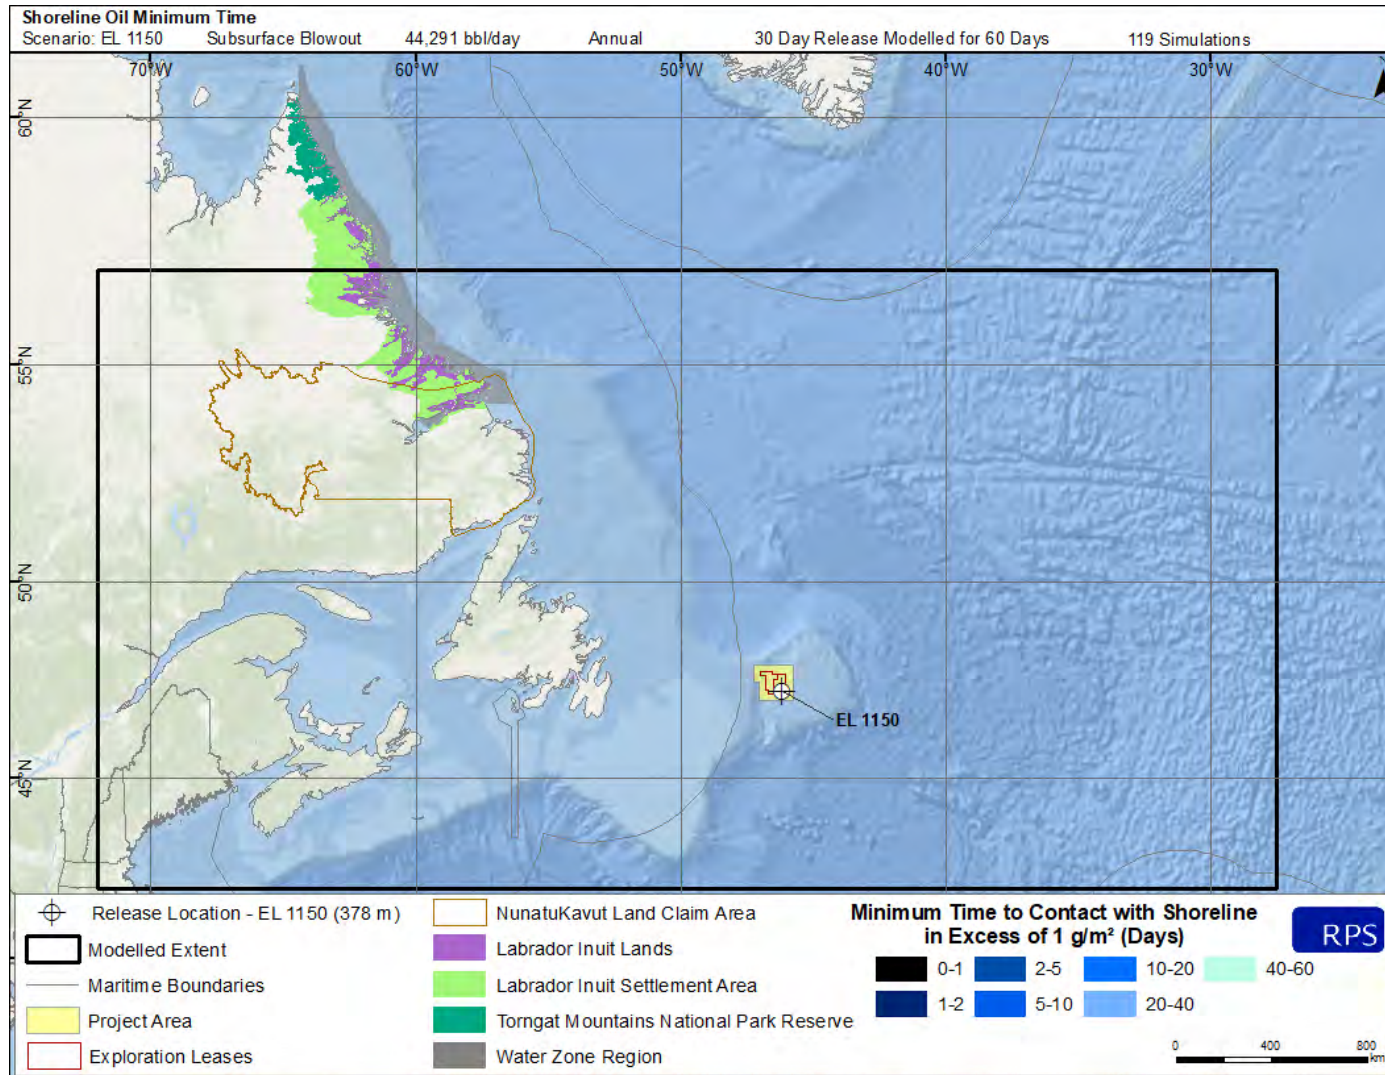 Shoreline Oil Minimum Time
Scenario: EL 1150 Subsurface Blowout 44,291 bbl/day Annual 30 Day Release Modelled for 60 Days 119 Simulations
70°W 60°W 50°W 40°W 30°W
60°N
55°N
50°N
45°N
EL 1150
Release Location - EL 1150 (378 m)
Modelled Extent
Maritime Boundaries
Project Area
Exploration Leases
NunatuKavut Land Claim Area
Labrador Inuit Lands
Labrador Inuit Settlement Area
Torngat Mountains National Park Reserve
Water Zone Region
Minimum Time to Contact with Shoreline
in Excess of 1 g/m² (Days)
0-1 2-5 10-20 40-60
1-2 5-10 20-40
RPS
0 400 800
km